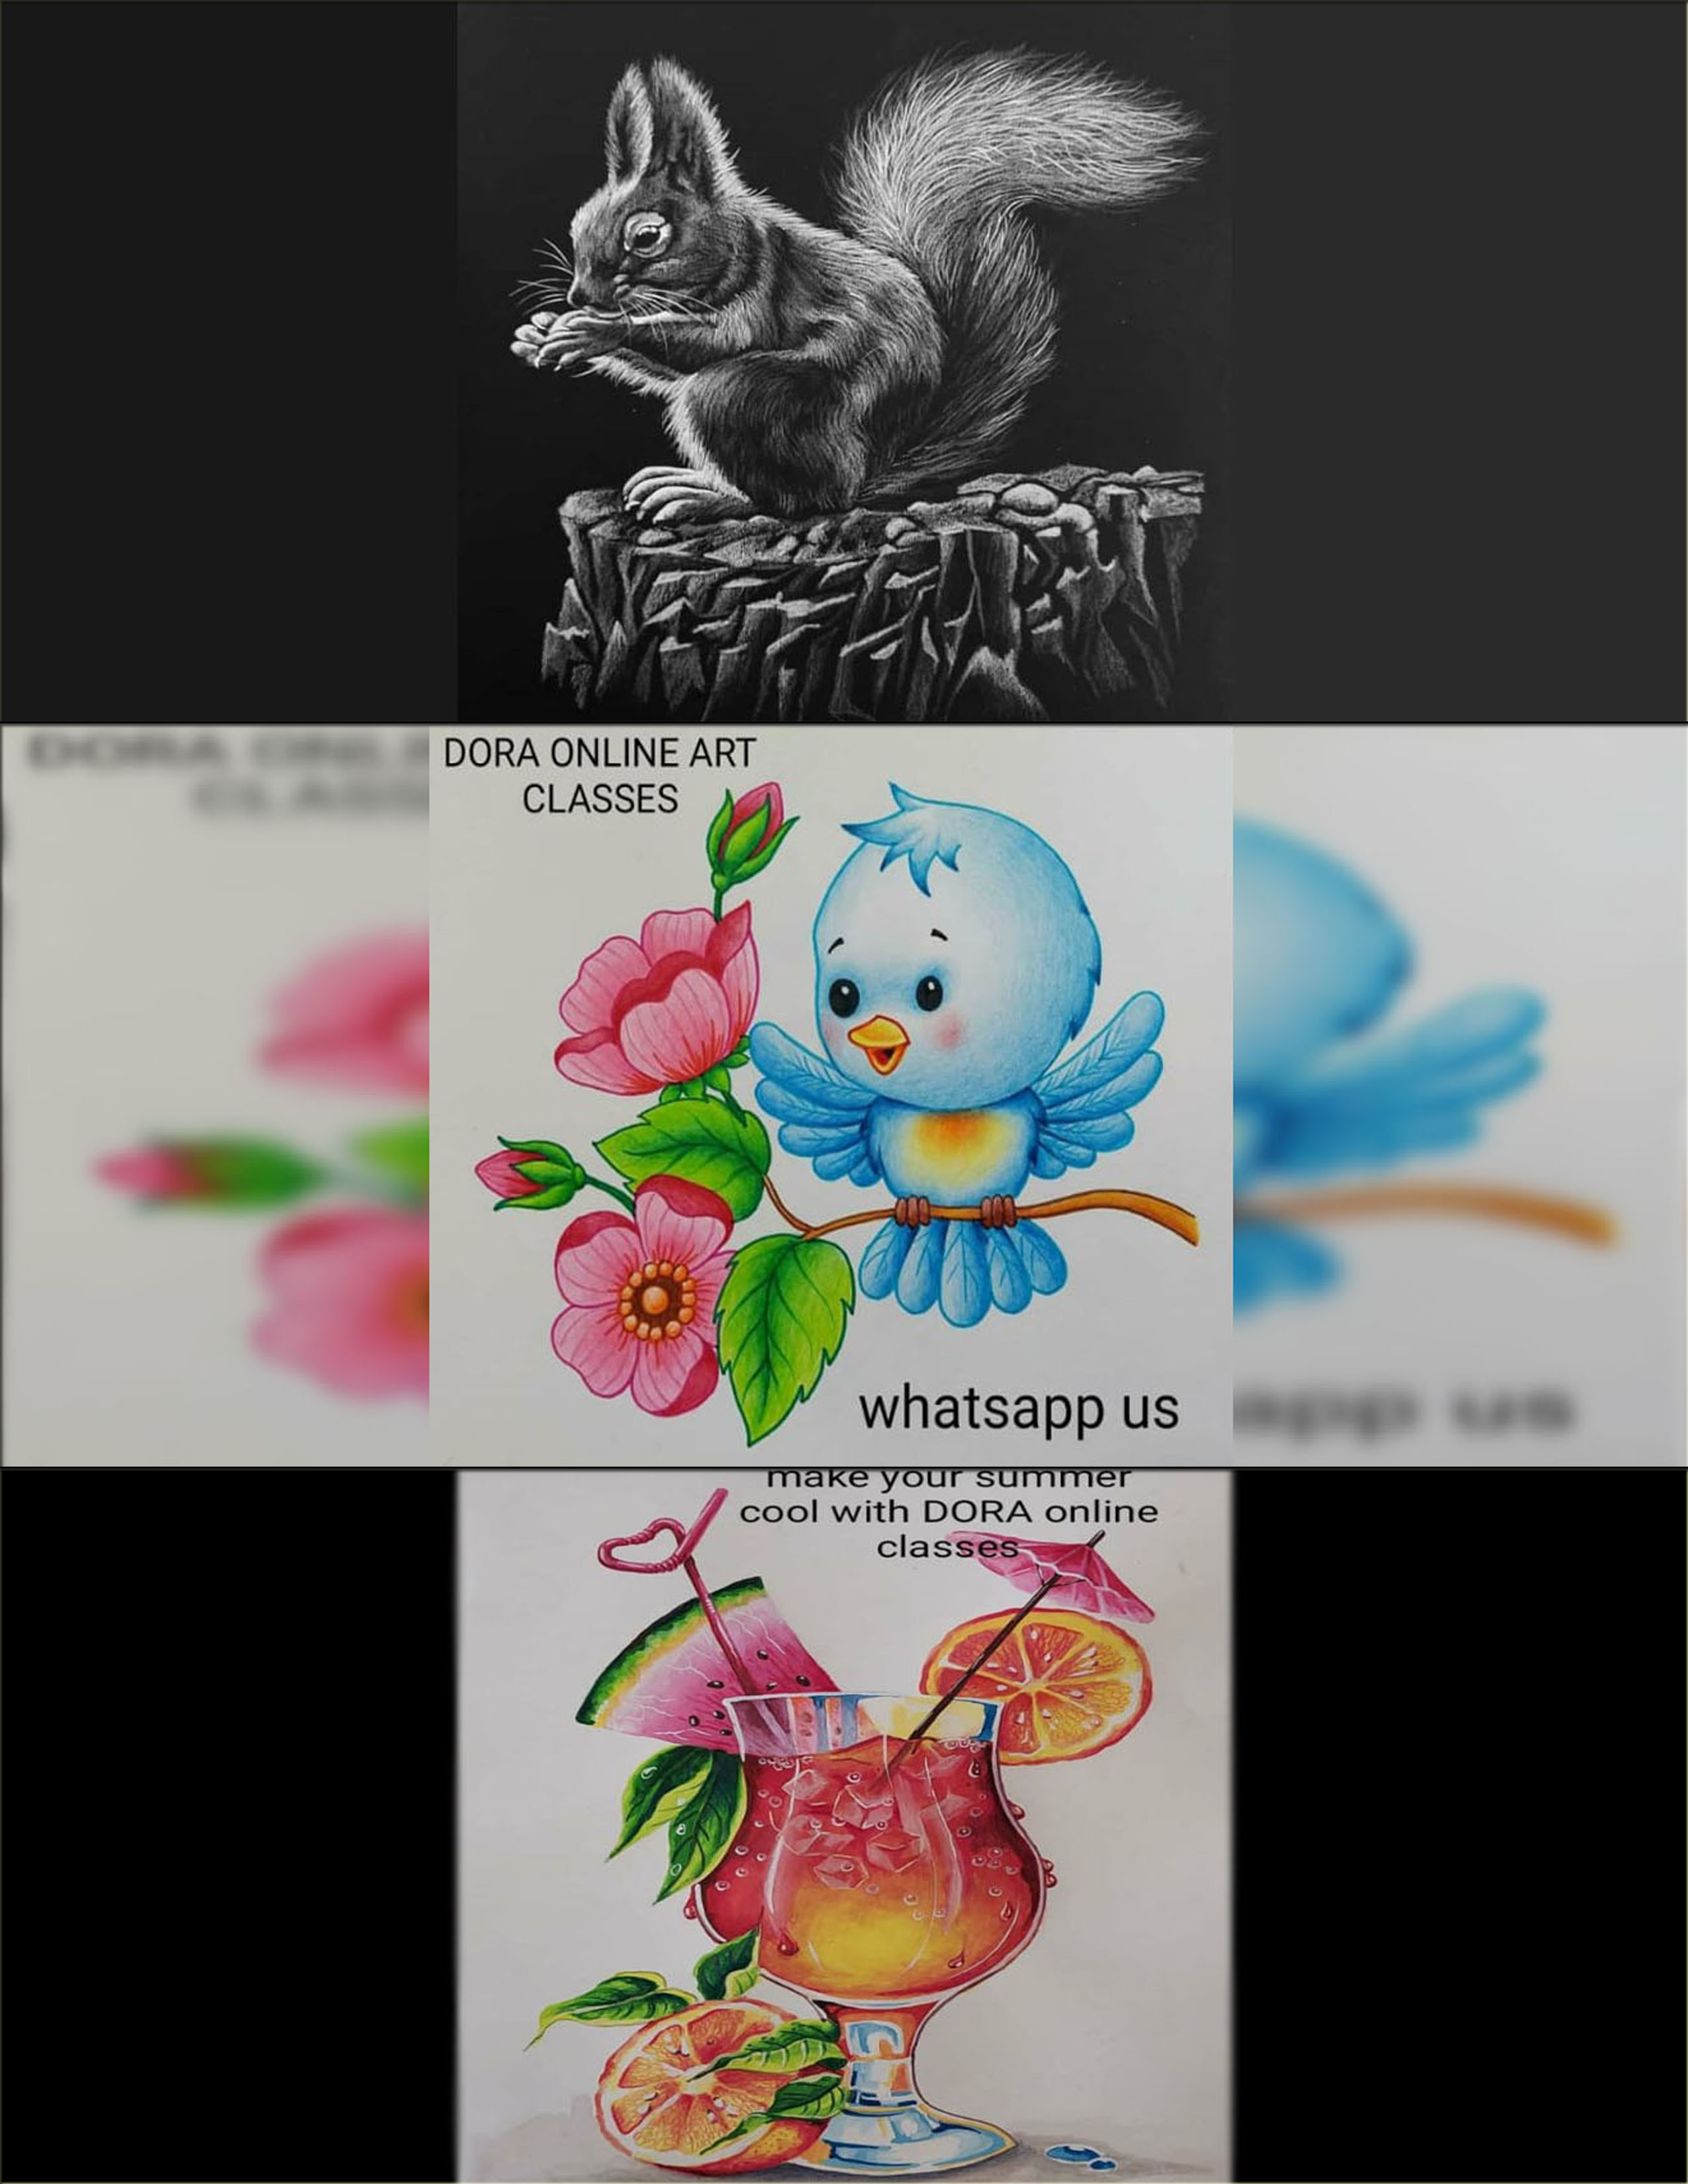 DORA ONLINE ART
CLASSES
whatsapp us
make your summer
cool with DORA online
classes